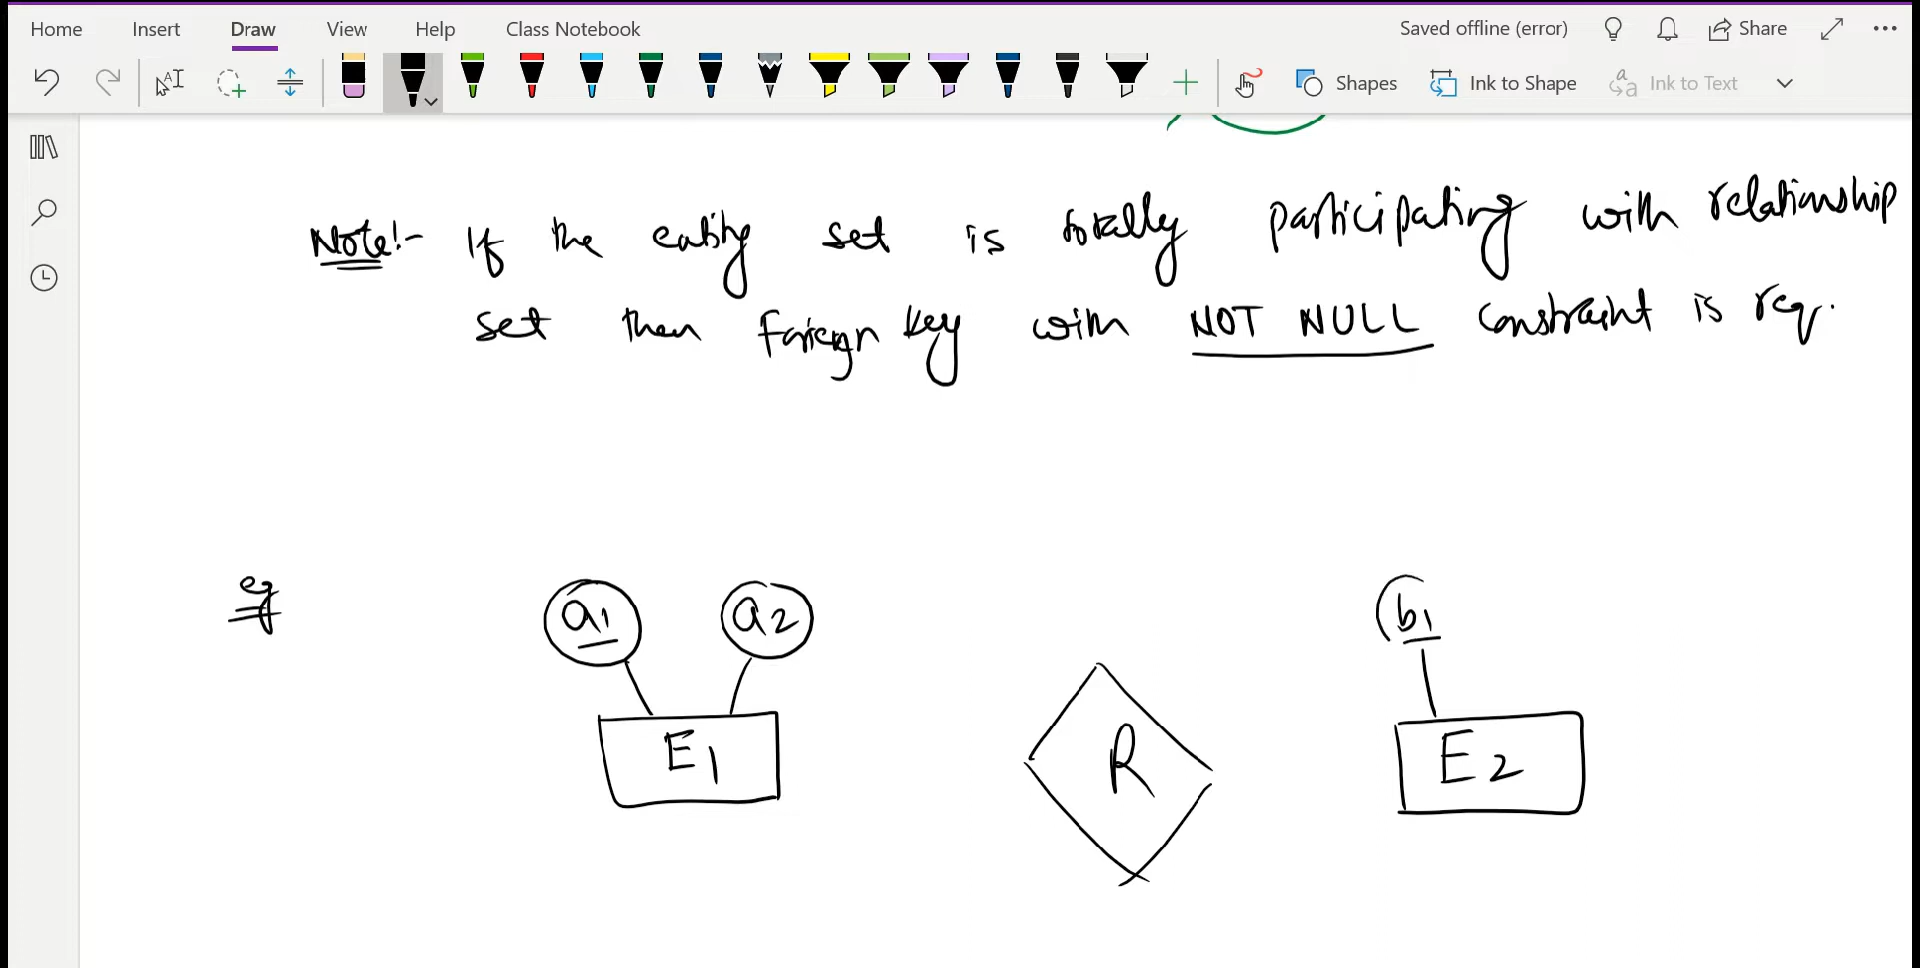 Home Insert Draw View Help Class Notebook Saved offline (error) Share
Shapes Ink to Shape Ink to Text
Note:- If the entity set is totally participating with relationship
set then Foreign key with NOT NULL constraint is req.
eg
a1 a2 b1
E1 R E2